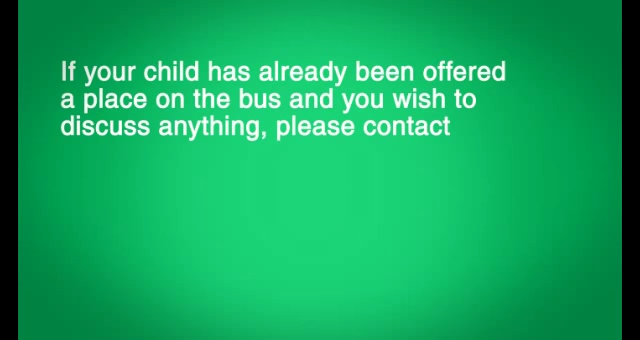 If your child has already been offered
a place on the bus and you wish to
discuss anything, please contact